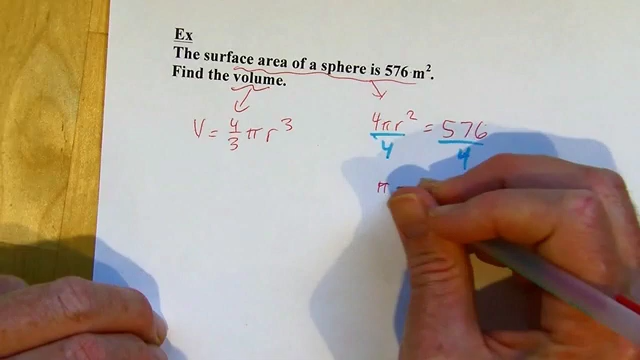 Ex
The surface area of a sphere is 576 m².
Find the volume.
V = 4/3 π r³
4πr² = 576
4 4
π